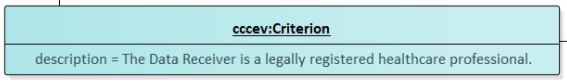 cccev:Criterion
description = The Data Receiver is a legally registered healthcare professional.